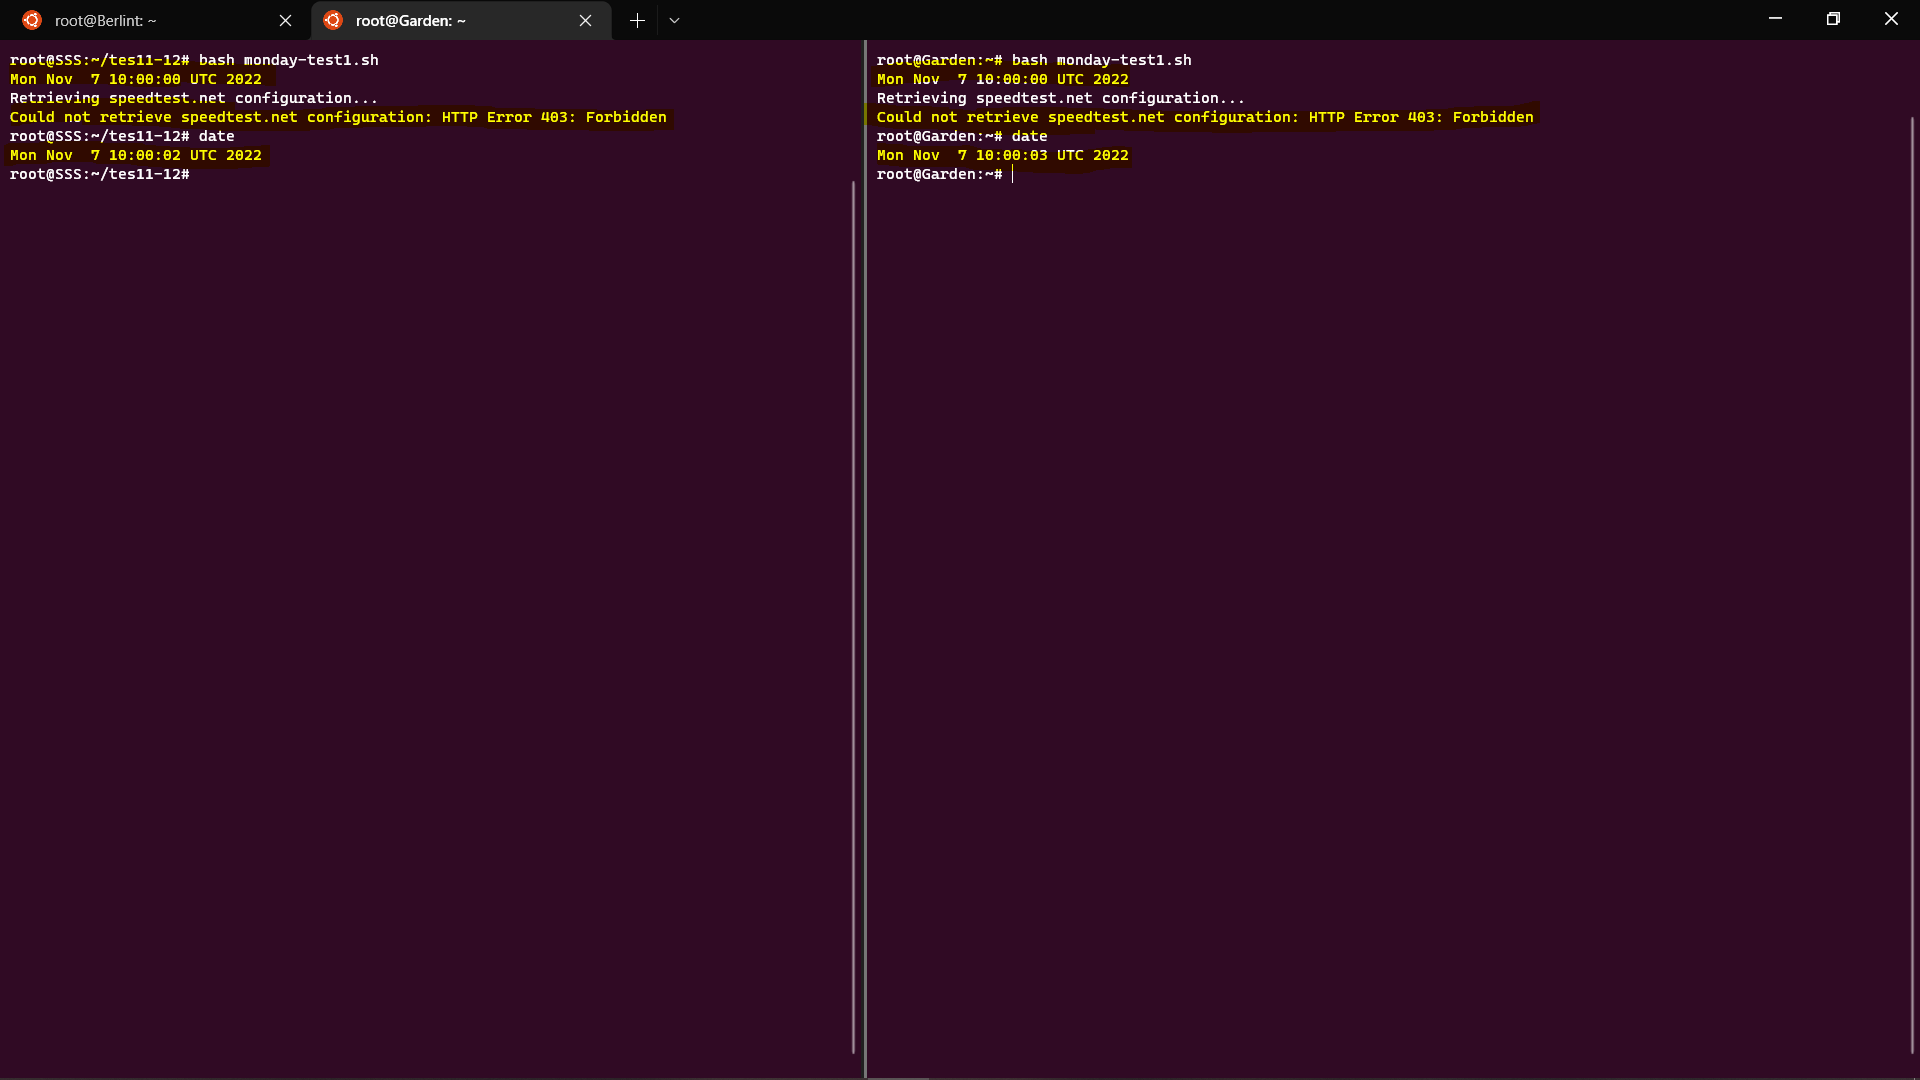 root@Berlint: ~
root@Garden: ~
root@SSS:~/tes11-12# bash monday-test1.sh
Mon Nov  7 10:00:00 UTC 2022
Retrieving speedtest.net configuration...
Could not retrieve speedtest.net configuration: HTTP Error 403: Forbidden
root@SSS:~/tes11-12# date
Mon Nov  7 10:00:02 UTC 2022
root@SSS:~/tes11-12#
root@Garden:~# bash monday-test1.sh
Mon Nov  7 10:00:00 UTC 2022
Retrieving speedtest.net configuration...
Could not retrieve speedtest.net configuration: HTTP Error 403: Forbidden
root@Garden:~# date
Mon Nov  7 10:00:03 UTC 2022
root@Garden:~#